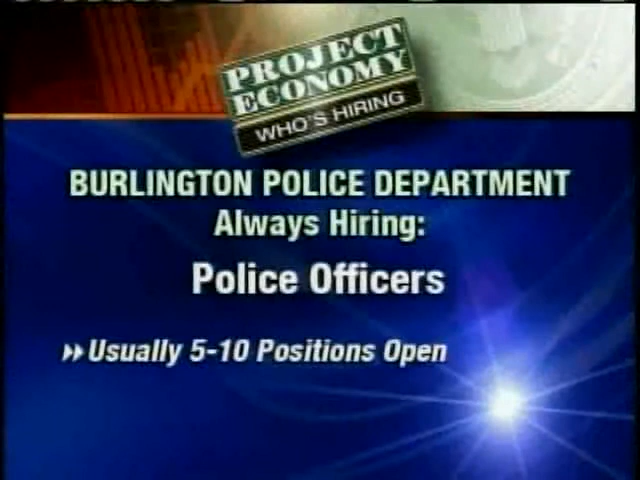 PROJECT
ECONOMY
WHO'S HIRING
BURLINGTON POLICE DEPARTMENT
Always Hiring:
Police Officers
Usually 5-10 Positions Open